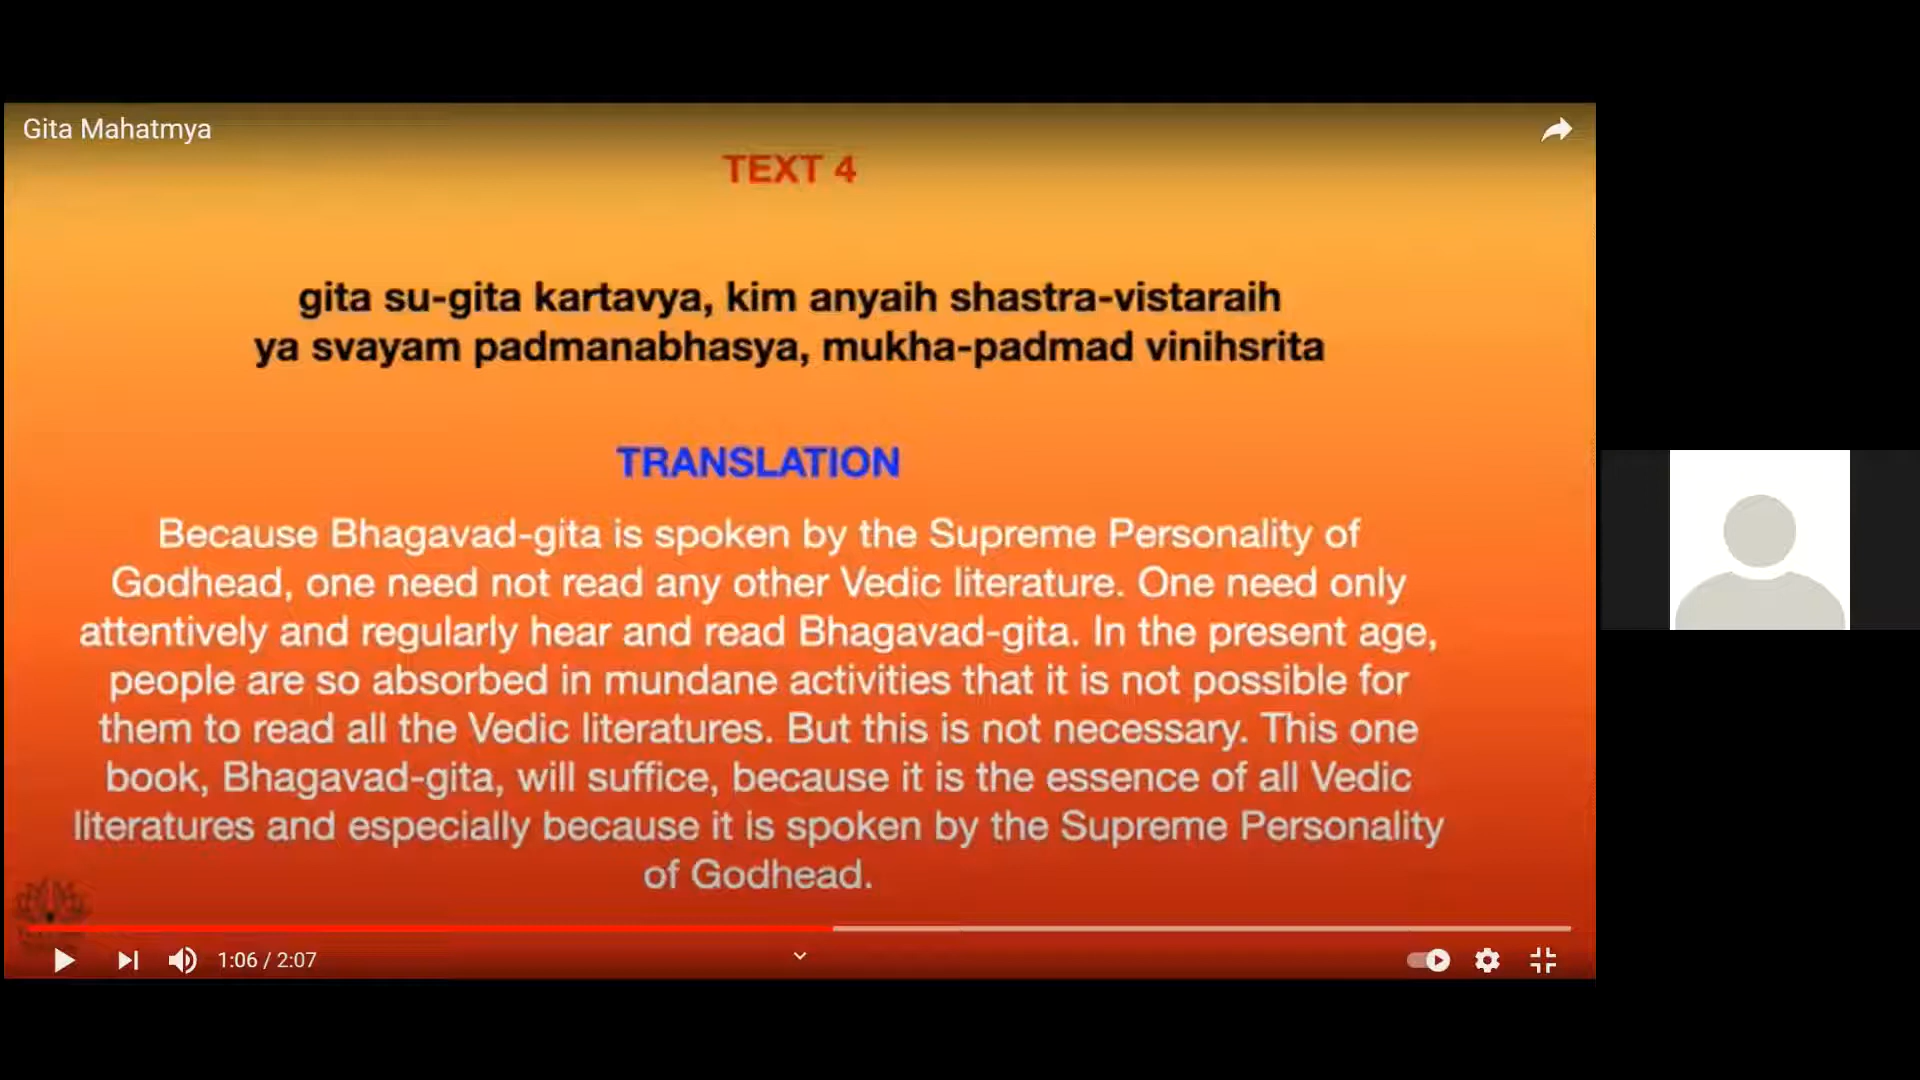 Gita Mahatmya
TEXT 4
gita su-gita kartavya, kim anyaih shastra-vistaraih
ya svayam padmanabhasya, mukha-padmad vinihsrita
TRANSLATION
Because Bhagavad-gita is spoken by the Supreme Personality of
Godhead, one need not read any other Vedic literature. One need only
attentively and regularly hear and read Bhagavad-gita. In the present age,
people are so absorbed in mundane activities that it is not possible for
them to read all the Vedic literatures. But this is not necessary. This one
book, Bhagavad-gita, will suffice, because it is the essence of all Vedic
literatures and especially because it is spoken by the Supreme Personality
of Godhead.
1:06 / 2:07